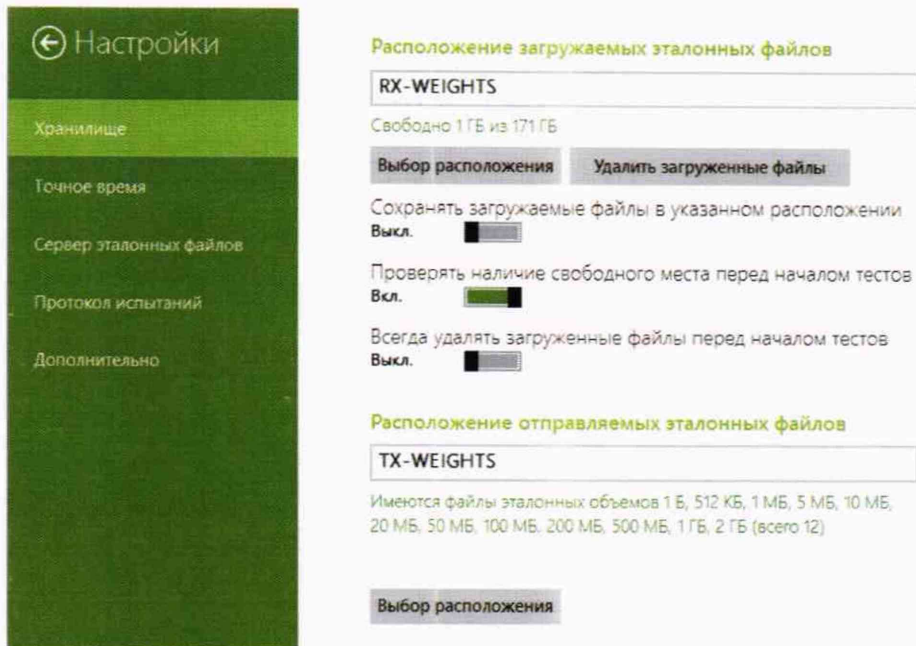 Настройки
Хранилище
Точное время
Сервер эталонных файлов
Протокол испытаний
Дополнительно
Расположение загружаемых эталонных файлов
RX-WEIGHTS
Свободно 1 ГБ из 171 ГБ
Выбор расположения Удалить загруженные файлы
Сохранять загружаемые файлы в указанном расположении
Выкл.
Проверять наличие свободного места перед началом тестов
Вкл.
Всегда удалять загруженные файлы перед началом тестов
Выкл.
Расположение отправляемых эталонных файлов
TX-WEIGHTS
Имеются файлы эталонных объемов 1 Б, 512 КБ, 1 МБ, 5 МБ, 10 МБ,
20 МБ, 50 МБ, 100 МБ, 200 МБ, 500 МБ, 1 ГБ, 2 ГБ (всего 12)
Выбор расположения